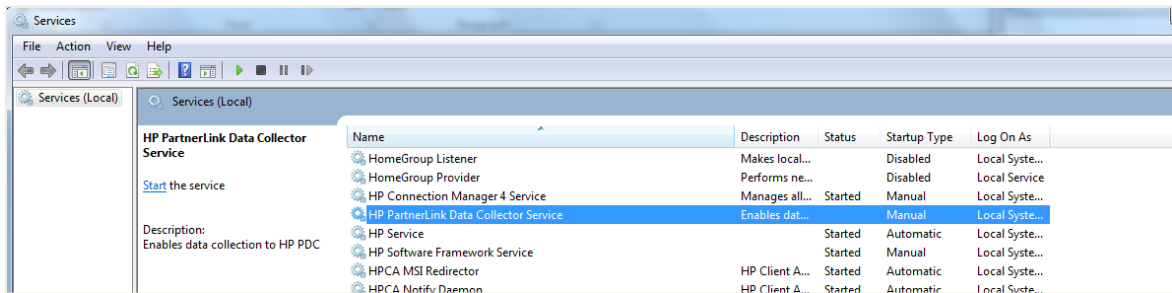 Services
File Action View Help
Services (Local)
Services (Local)
HP PartnerLink Data Collector Service
Start the service
Description:
Enables data collection to HP PDC
Name Description Status Startup Type Log On As
HomeGroup Listener Makes local... Disabled Local Syste...
HomeGroup Provider Performs ne... Disabled Local Service
HP Connection Manager 4 Service Manages all... Started Manual Local Syste...
HP PartnerLink Data Collector Service Enables dat... Manual Local Syste...
HP Service Started Automatic Local Syste...
HP Software Framework Service Started Manual Local Syste...
HPCA MSI Redirector HP Client A... Started Automatic Local Syste...
HPCA Notify Daemon HP Client A... Started Automatic Local Syste...